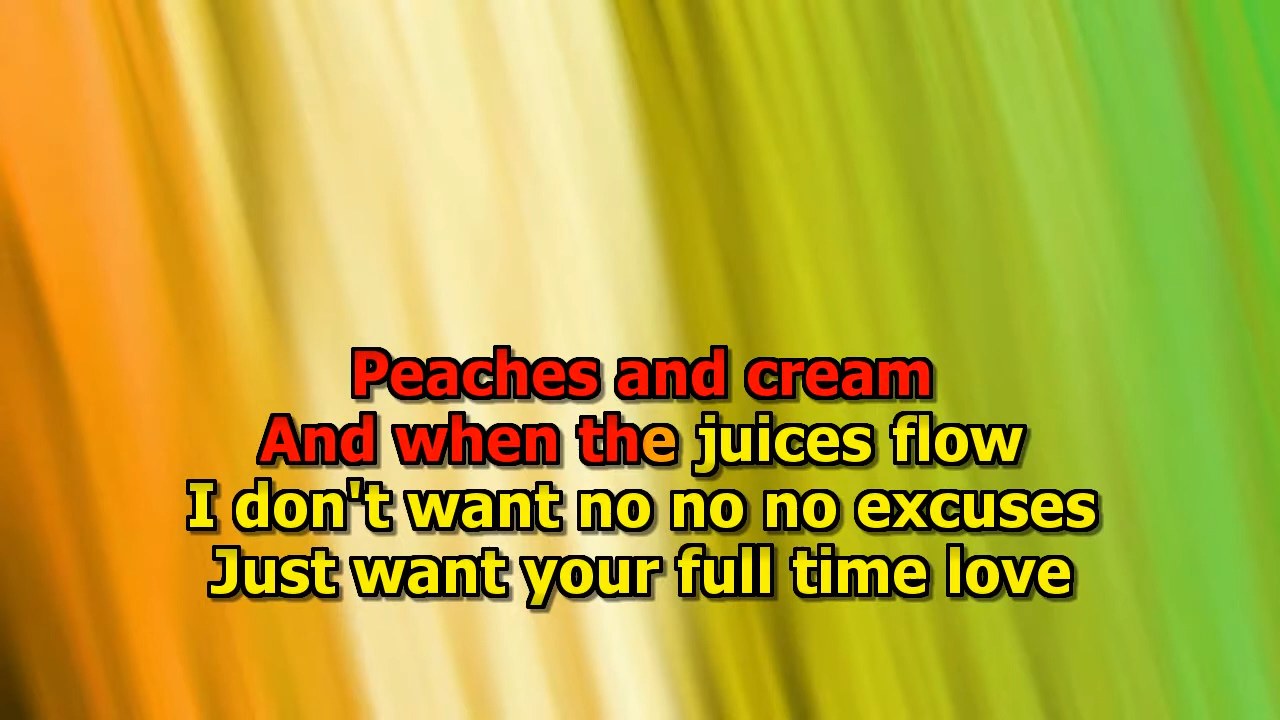 Peaches and cream
And when the juices flow
I don't want no no no excuses
Just want your full time love